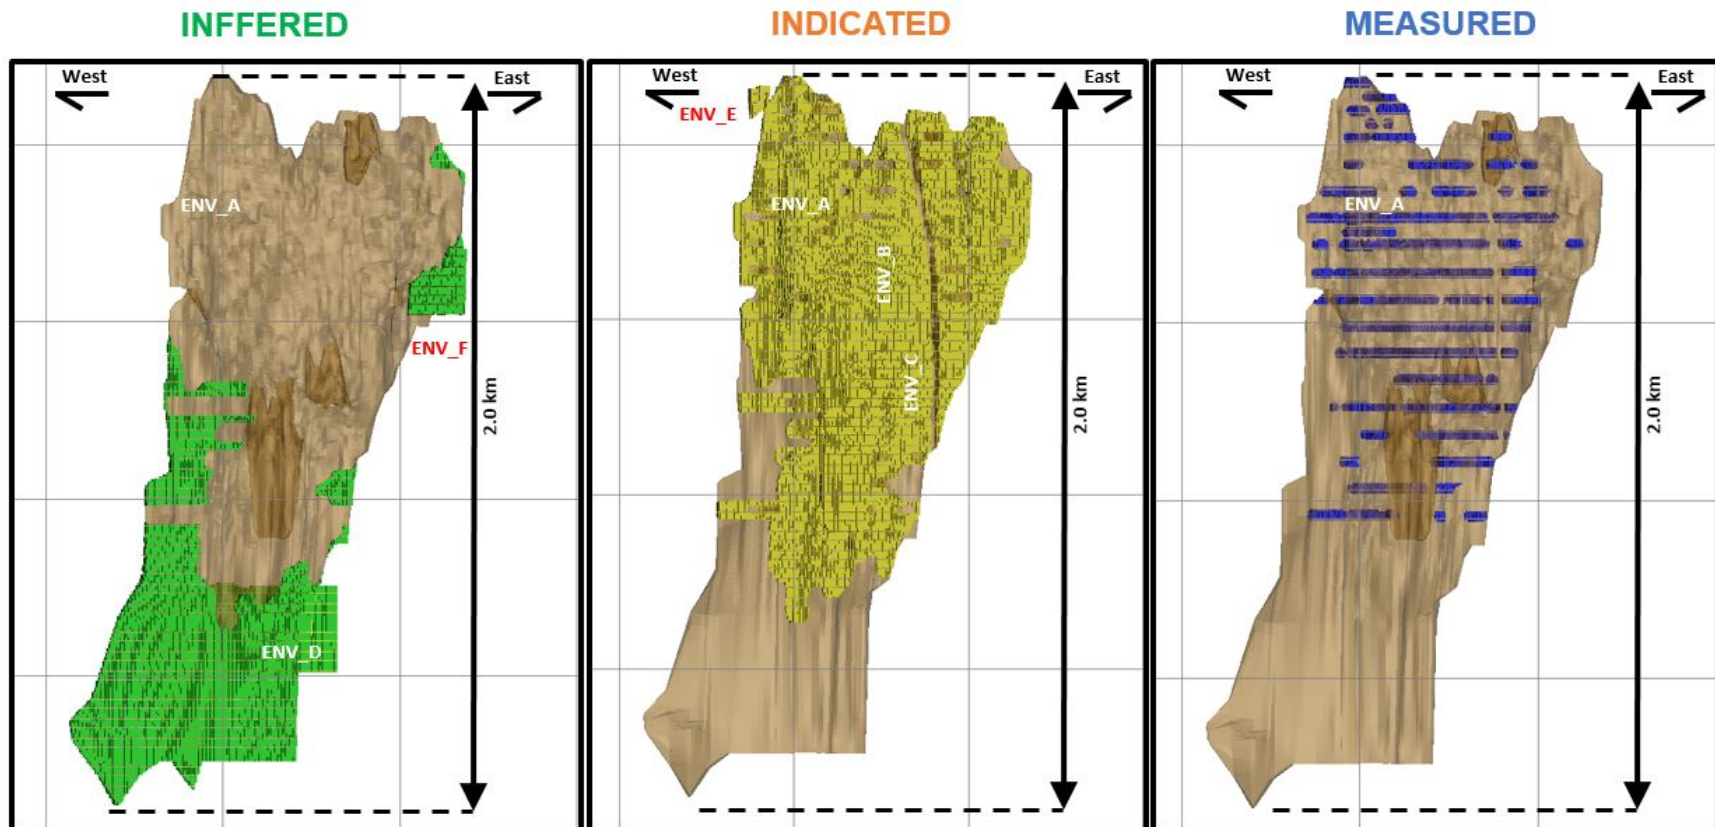 INFFERED
INDICATED
MEASURED
West
East
ENV_A
ENV_F
2.0 km
ENV_D
West
East
ENV_E
ENV_A
ENV_B
ENV_C
2.0 km
West
East
ENV_A
2.0 km